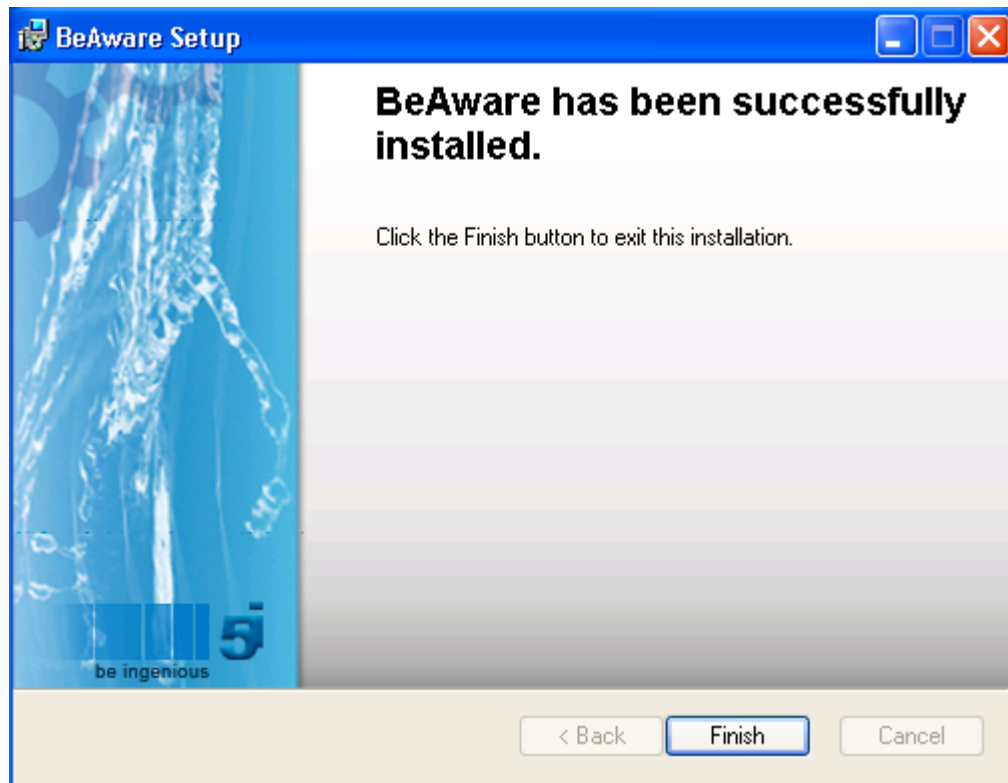 BeAware Setup
BeAware has been successfully
installed.
Click the Finish button to exit this installation.
5i
be ingenious
< Back
Finish
Cancel